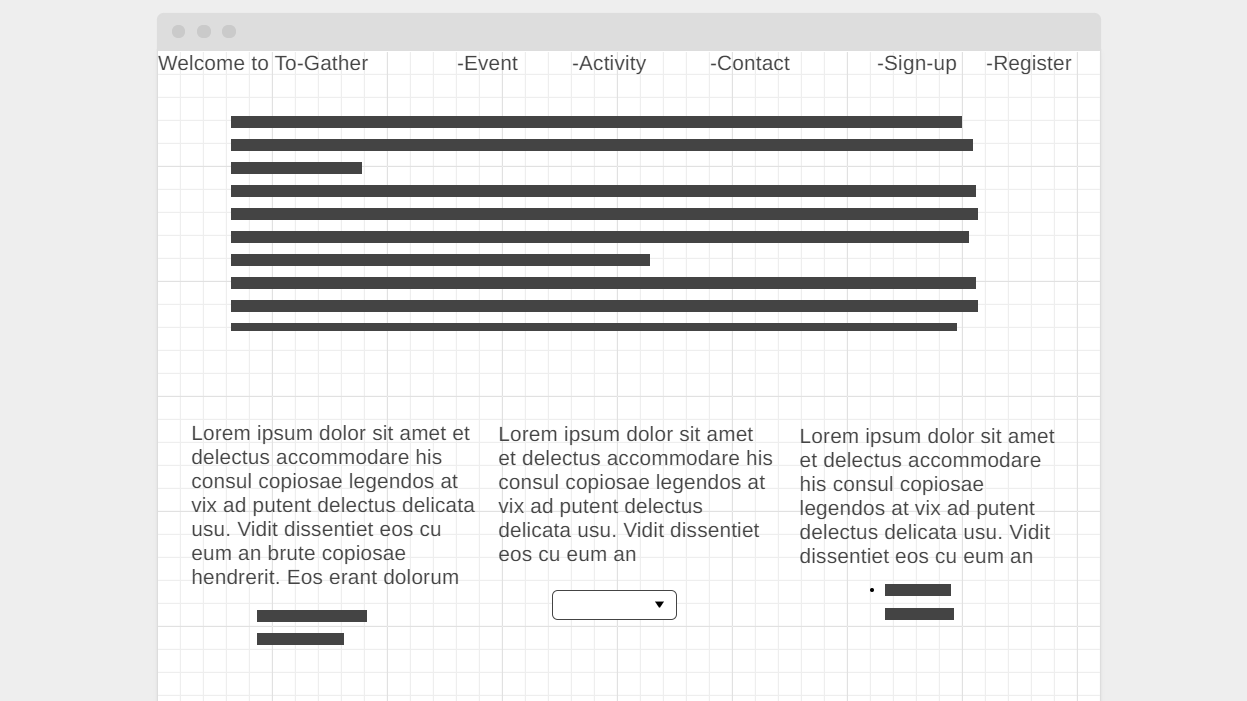 Welcome to To-Gather -Event -Activity -Contact -Sign-up -Register
Lorem ipsum dolor sit amet et
delectus accommodare his
consul copiosae legendos at
vix ad putent delectus delicata
usu. Vidit dissentiet eos cu
eum an brute copiosae
hendrerit. Eos erant dolorum
Lorem ipsum dolor sit amet
et delectus accommodare his
consul copiosae legendos at
vix ad putent delectus
delicata usu. Vidit dissentiet
eos cu eum an
Lorem ipsum dolor sit amet
et delectus accommodare
his consul copiosae
legendos at vix ad putent
delectus delicata usu. Vidit
dissentiet eos cu eum an